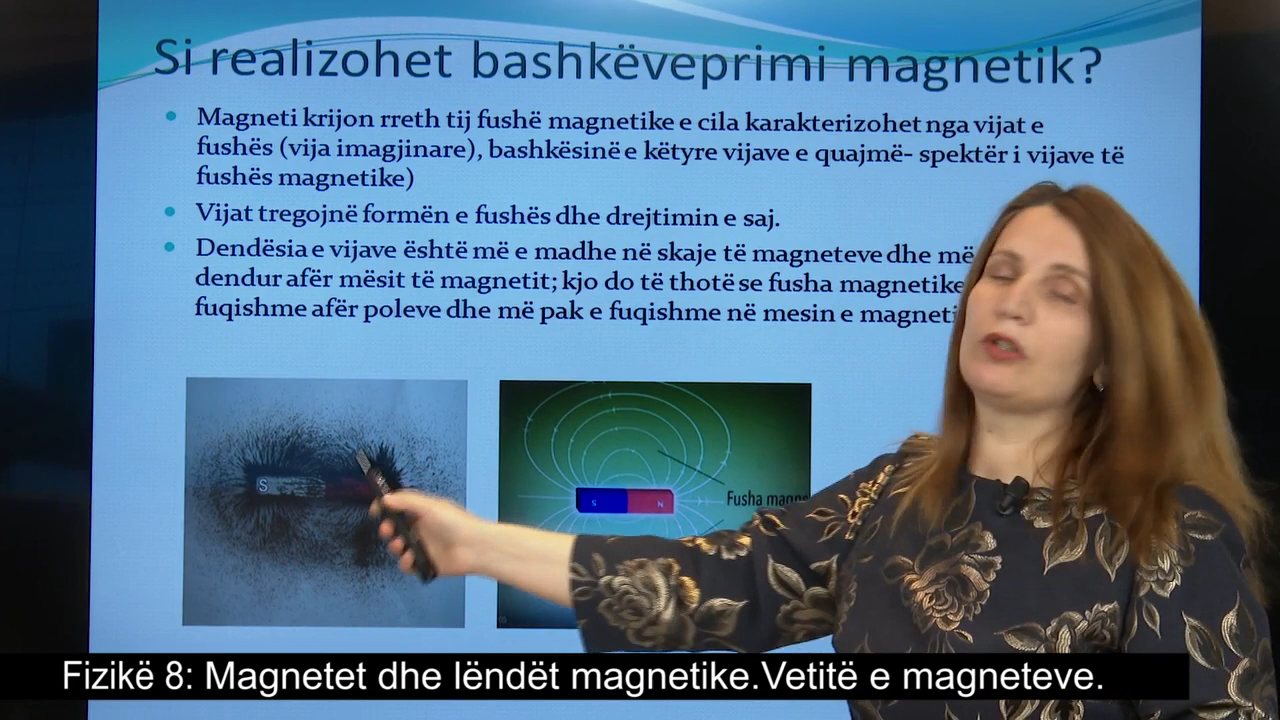 Si realizohet bashkëveprimi magnetik?
Magneti krijon rreth tij fushë magnetike e cila karakterizohet nga vijat e
fushës (vija imagjinare), bashkësinë e këtyre vijave e quajmë- spektër i vijave të
fushës magnetike)
Vijat tregojnë formën e fushës dhe drejtimin e saj.
Dendësia e vijave është më e madhe në skaje të magneteve dhe më
dendur afër mësit të magnetit; kjo do të thotë se fusha magnetike
fuqishme afër poleve dhe më pak e fuqishme në mesin e magneti
S
S N
Fusha magne
Fizikë 8: Magnetet dhe lëndët magnetike.Vetitë e magneteve.